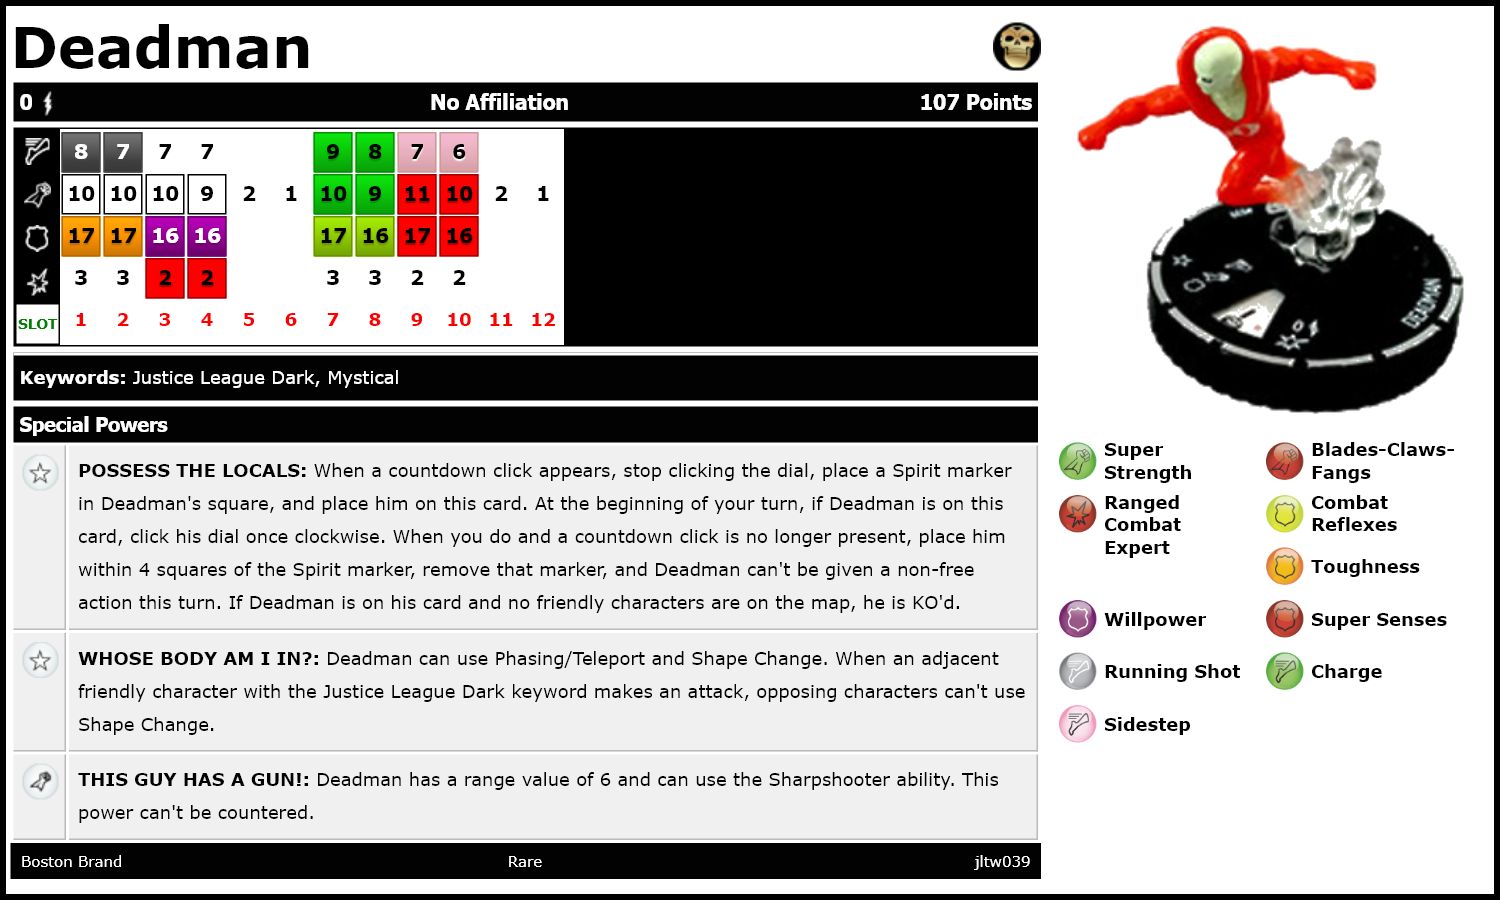 Deadman
0 No Affiliation 107 Points
8 7 7 7 9 8 7 6
10 10 10 9 2 1 10 9 11 10 2 1
17 17 16 16 17 16 17 16
3 3 2 2 3 3 2 2
SLOT 1 2 3 4 5 6 7 8 9 10 11 12
Keywords: Justice League Dark, Mystical
Special Powers
POSSESS THE LOCALS: When a countdown click appears, stop clicking the dial, place a Spirit marker
in Deadman's square, and place him on this card. At the beginning of your turn, if Deadman is on this
card, click his dial once clockwise. When you do and a countdown click is no longer present, place him
within 4 squares of the Spirit marker, remove that marker, and Deadman can't be given a non-free
action this turn. If Deadman is on his card and no friendly characters are on the map, he is KO'd.
WHOSE BODY AM I IN?: Deadman can use Phasing/Teleport and Shape Change. When an adjacent
friendly character with the Justice League Dark keyword makes an attack, opposing characters can't use
Shape Change.
THIS GUY HAS A GUN!: Deadman has a range value of 6 and can use the Sharpshooter ability. This
power can't be countered.
Boston Brand Rare jltw039
DEADMAN
0
Super
Strength
Blades-Claws-
Fangs
Ranged
Combat
Expert
Combat
Reflexes
Toughness
Willpower
Super Senses
Running Shot
Charge
Sidestep